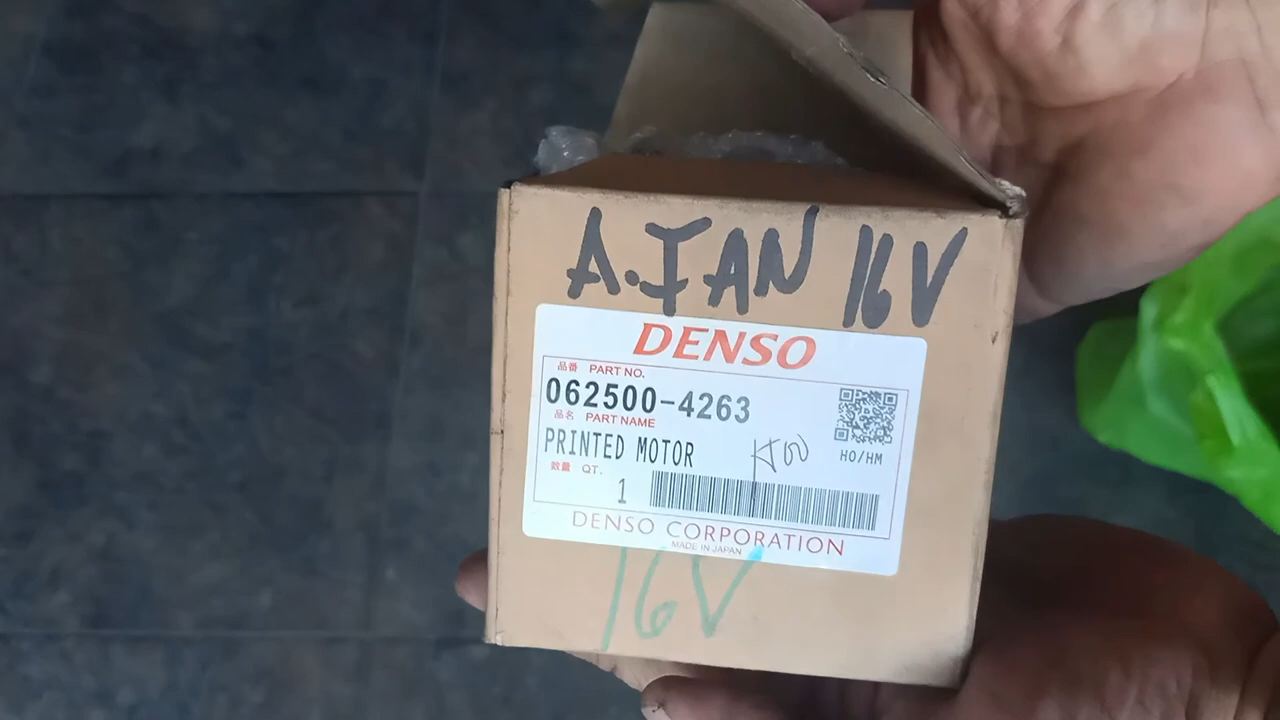 A.FAN 16V
DENSO
品番 PART NO.
062500-4263
品名 PART NAME
PRINTED MOTOR
HO/HM
数量 QT.
1
DENSO CORPORATION
MADE IN JAPAN
16V